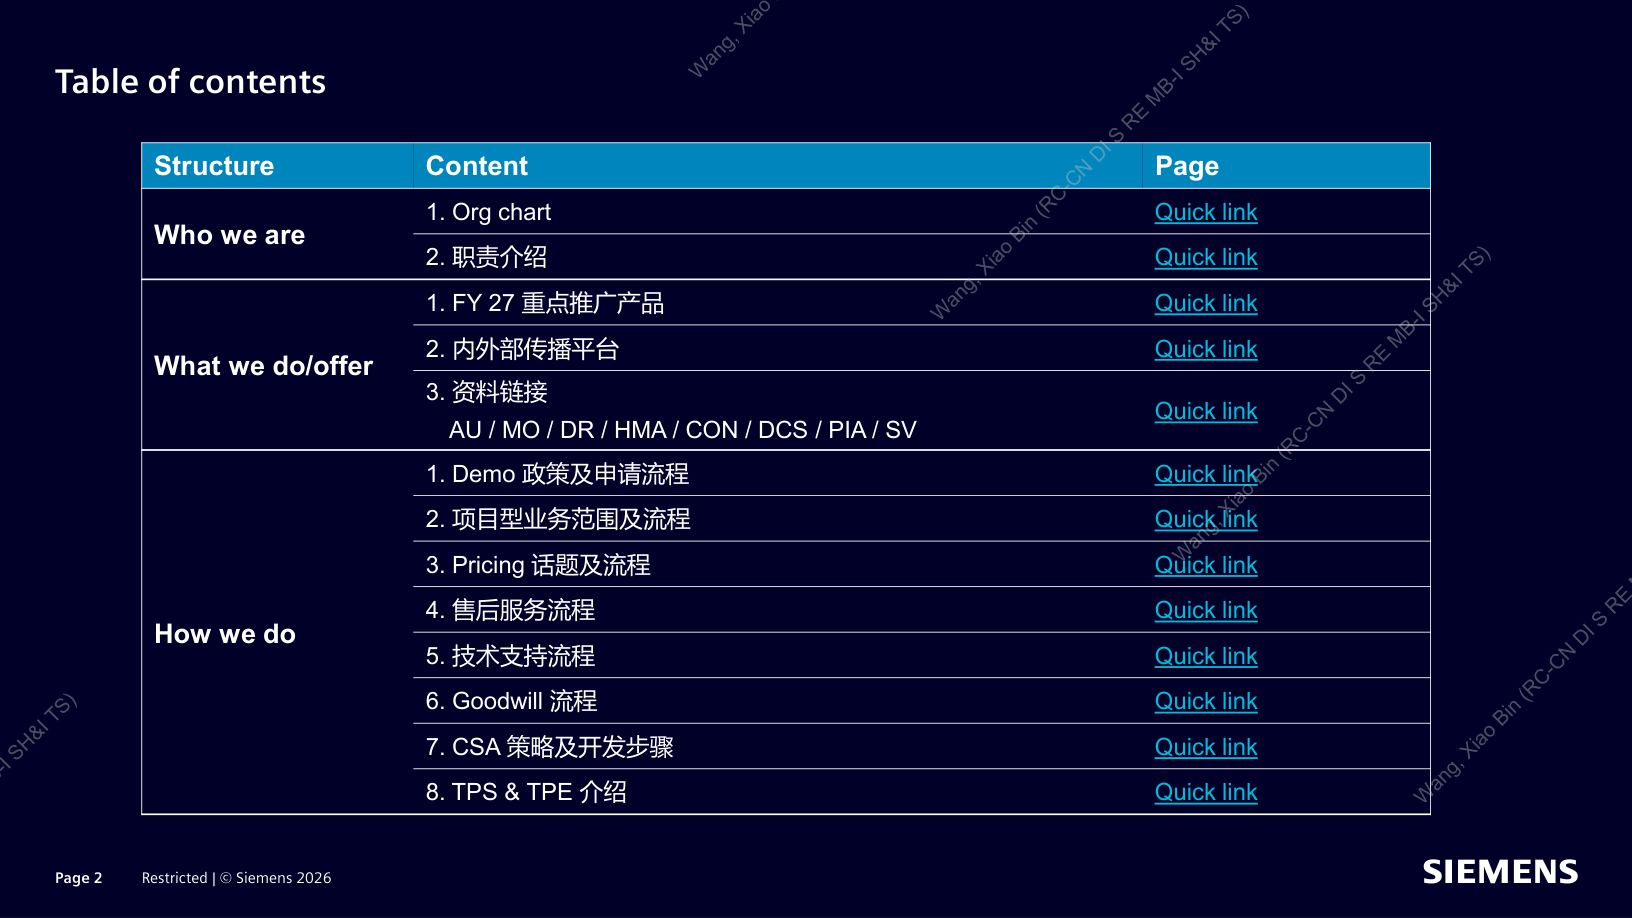 Table of contents
Structure Content Page
Who we are
1. Org chart Quick link
2. 职责介绍 Quick link
What we do/offer
1. FY 27 重点推广产品 Quick link
2. 内外部传播平台 Quick link
3. 资料链接
AU / MO / DR / HMA / CON / DCS / PIA / SV Quick link
How we do
1. Demo 政策及申请流程 Quick link
2. 项目型业务范围及流程 Quick link
3. Pricing 话题及流程 Quick link
4. 售后服务流程 Quick link
5. 技术支持流程 Quick link
6. Goodwill 流程 Quick link
7. CSA 策略及开发步骤 Quick link
8. TPS & TPE 介绍 Quick link
Page 2 Restricted | © Siemens 2026
SIEMENS
Wang, Xiao
Wang, Xiao Bin (RC-CN DI S RE MB-I SH&I TS)
Wang, Xiao Bin (RC-CN DI S RE MB-I SH&I TS)
Wang, Xiao Bin (RC-CN DI S RE
-I SH&I TS)